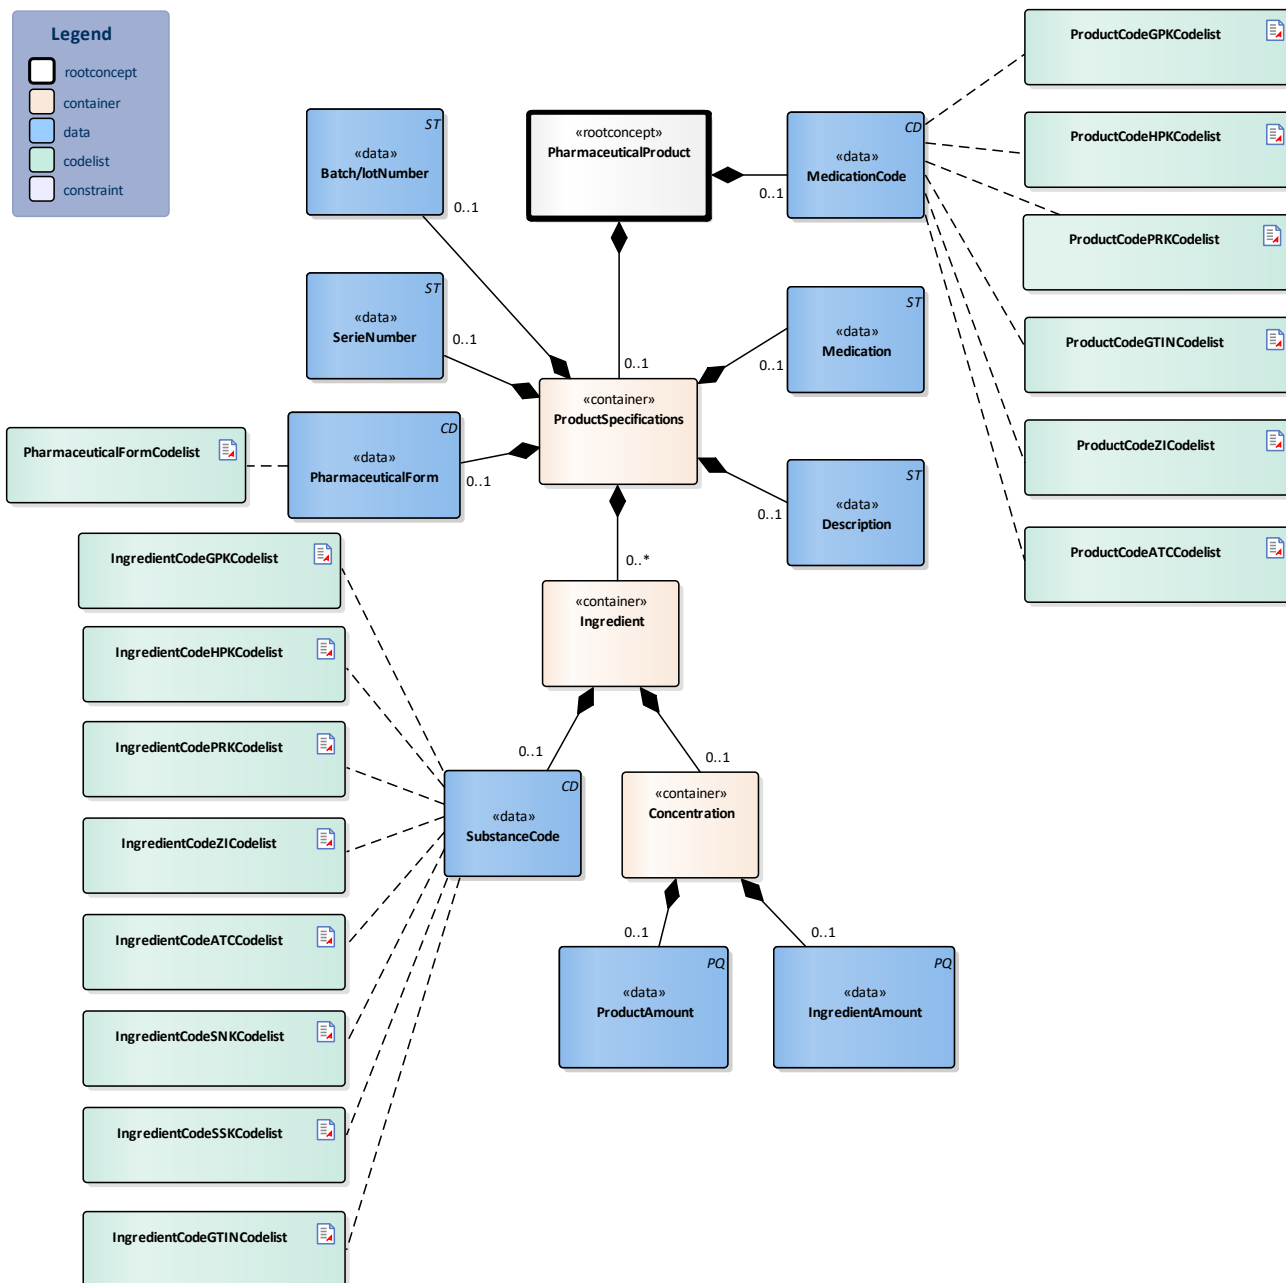 Legend
rootconcept
container
data
codelist
constraint
ST
«data»
Batch/lotNumber
0..1
«rootconcept»
PharmaceuticalProduct
CD
«data»
MedicationCode
0..1
ProductCodeGPKCodelist
ProductCodeHPKCodelist
ProductCodePRKCodelist
ProductCodeGTINCodelist
ProductCodeZICodelist
ProductCodeATCCodelist
ST
«data»
SerieNumber
0..1
0..1
ST
«data»
Medication
0..1
«container»
ProductSpecifications
PharmaceuticalFormCodelist
CD
«data»
PharmaceuticalForm
0..1
ST
«data»
Description
0..1
0..*
«container»
Ingredient
IngredientCodeGPKCodelist
IngredientCodeHPKCodelist
IngredientCodePRKCodelist
IngredientCodeZICodelist
IngredientCodeATCCodelist
IngredientCodeSNKCodelist
IngredientCodeSSKCodelist
IngredientCodeGTINCodelist
0..1
CD
«data»
SubstanceCode
0..1
«container»
Concentration
0..1
PQ
«data»
ProductAmount
0..1
PQ
«data»
IngredientAmount